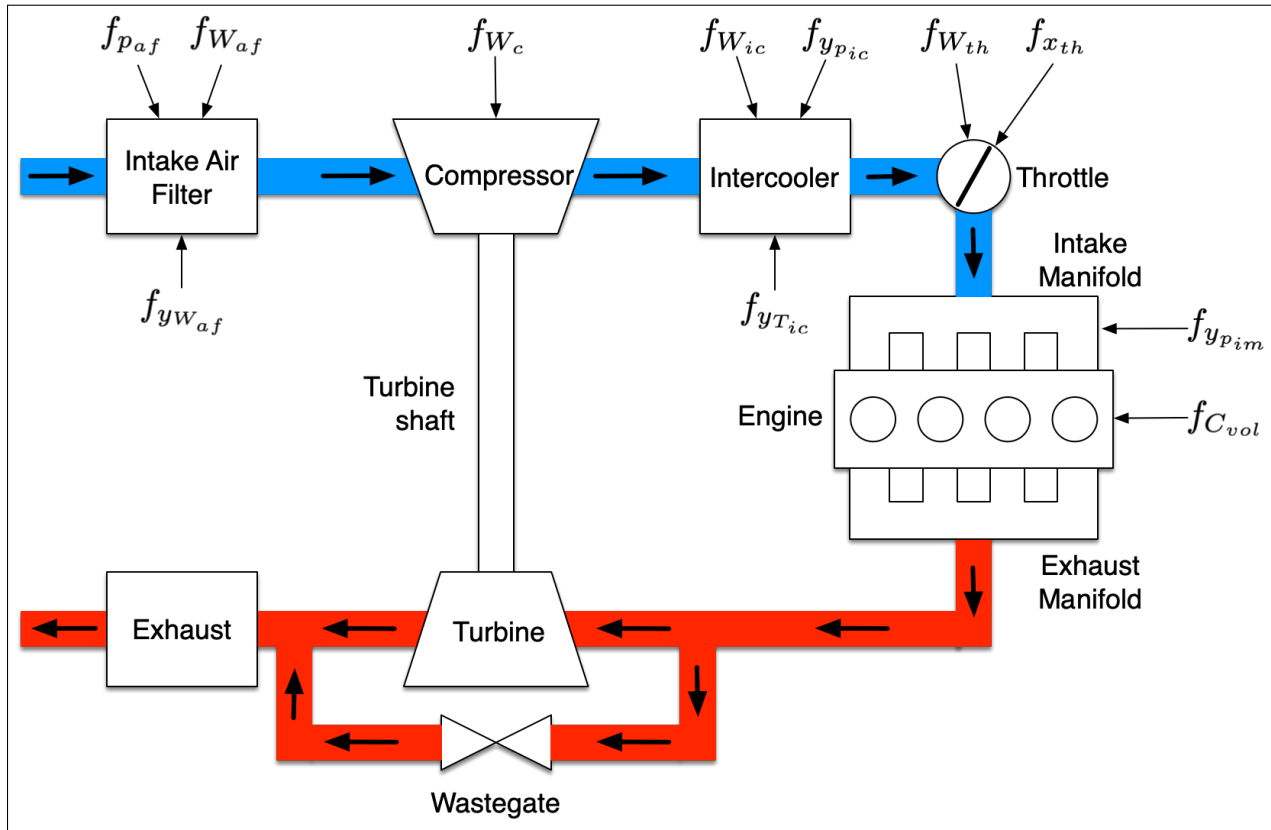 f_{p_{af}} f_{W_{af}} f_{W_c} f_{W_{ic}} f_{y_{p_{ic}}} f_{W_{th}} f_{x_{th}}
Intake Air
Filter
Compressor
Intercooler
Throttle
Intake
Manifold
f_{y_{W_{af}}}
f_{y_{T_{ic}}}
f_{y_{p_{im}}}
Turbine
shaft
Engine
f_{C_{vol}}
Exhaust
Manifold
Exhaust
Turbine
Wastegate